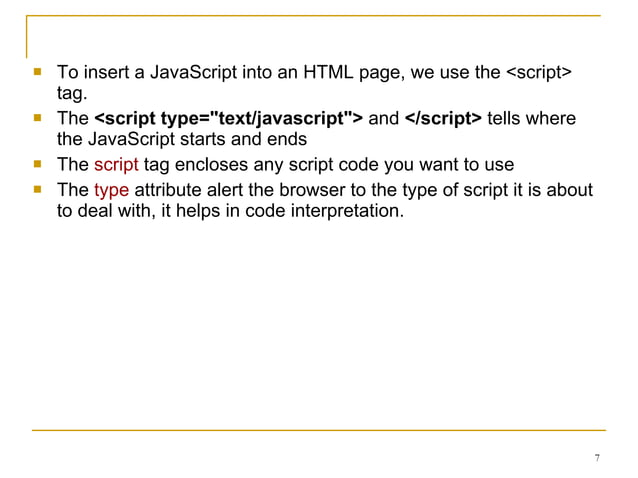 To insert a JavaScript into an HTML page, we use the <script>
tag.
The <script type="text/javascript"> and </script> tells where
the JavaScript starts and ends
The script tag encloses any script code you want to use
The type attribute alert the browser to the type of script it is about
to deal with, it helps in code interpretation.
7